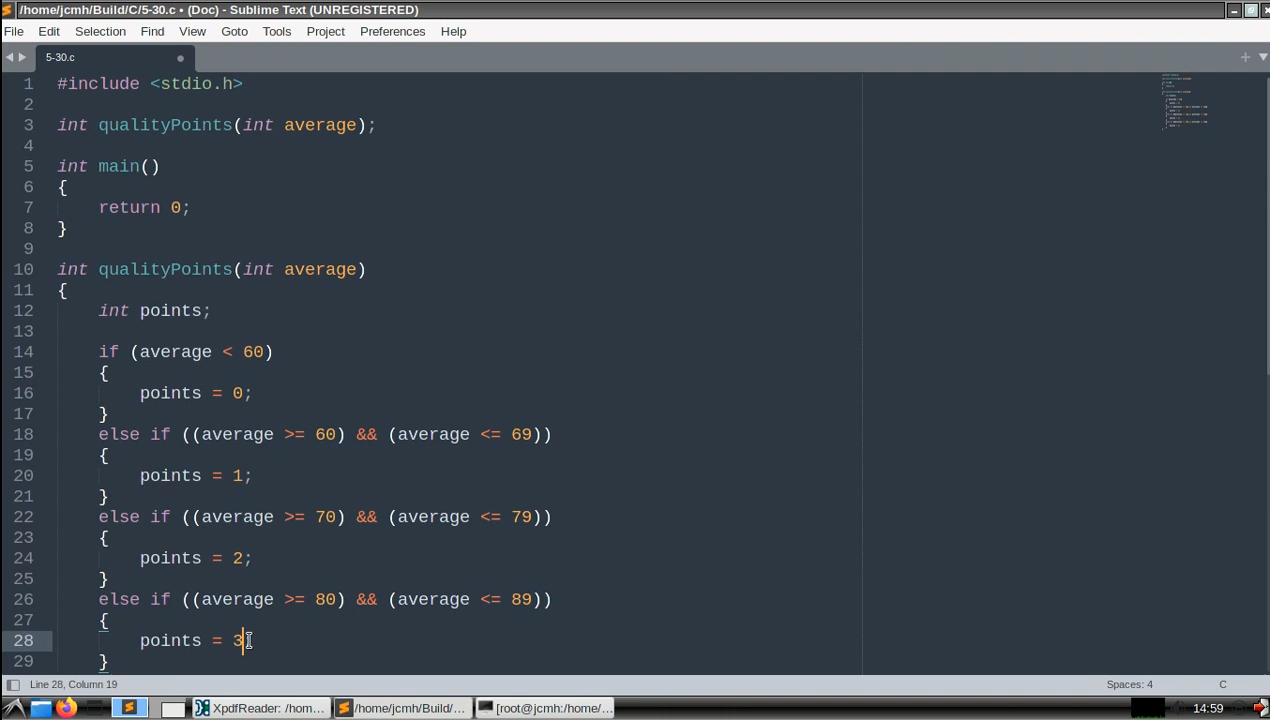 /home/jcmh/Build/C/5-30.c • (Doc) - Sublime Text (UNREGISTERED)
File Edit Selection Find View Goto Tools Project Preferences Help
5-30.c
1 #include <stdio.h>
2
3 int qualityPoints(int average);
4
5 int main()
6 {
7     return 0;
8 }
9
10 int qualityPoints(int average)
11 {
12     int points;
13
14     if (average < 60)
15     {
16         points = 0;
17     }
18     else if ((average >= 60) && (average <= 69))
19     {
20         points = 1;
21     }
22     else if ((average >= 70) && (average <= 79))
23     {
24         points = 2;
25     }
26     else if ((average >= 80) && (average <= 89))
27     {
28         points = 3
29     }
Line 28, Column 19 Spaces: 4 C
XpdfReader: /hom... /home/jcmh/Build/... [root@jcmh:/home/... 14:59